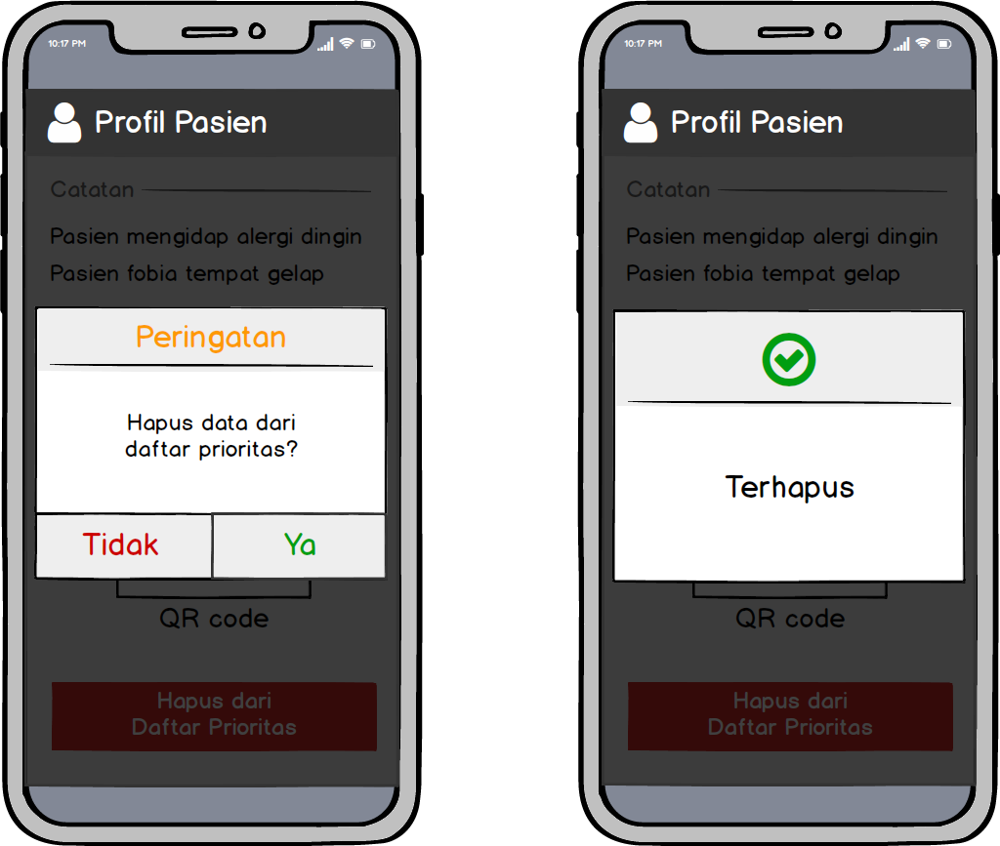 10:17 PM
Profil Pasien
Catatan
Pasien mengidap alergi dingin
Pasien fobia tempat gelap
Peringatan
Hapus data dari
daftar prioritas?
Tidak
Ya
QR code
Hapus dari
Daftar Prioritas
10:17 PM
Profil Pasien
Catatan
Pasien mengidap alergi dingin
Pasien fobia tempat gelap
Terhapus
QR code
Hapus dari
Daftar Prioritas